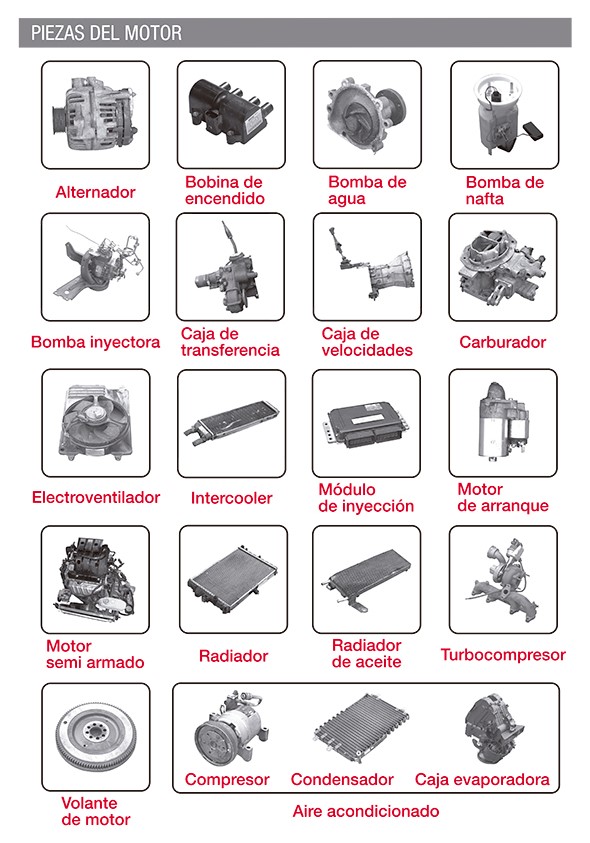 PIEZAS DEL MOTOR
Alternador
Bobina de
encendido
Bomba de
agua
Bomba de
nafta
Bomba inyectora
Caja de
transferencia
Caja de
velocidades
Carburador
Electroventilador
Intercooler
Módulo
de inyección
Motor
de arranque
Motor
semi armado
Radiador
Radiador
de aceite
Turbocompresor
Volante
de motor
Compresor
Condensador
Caja evaporadora
Aire acondicionado